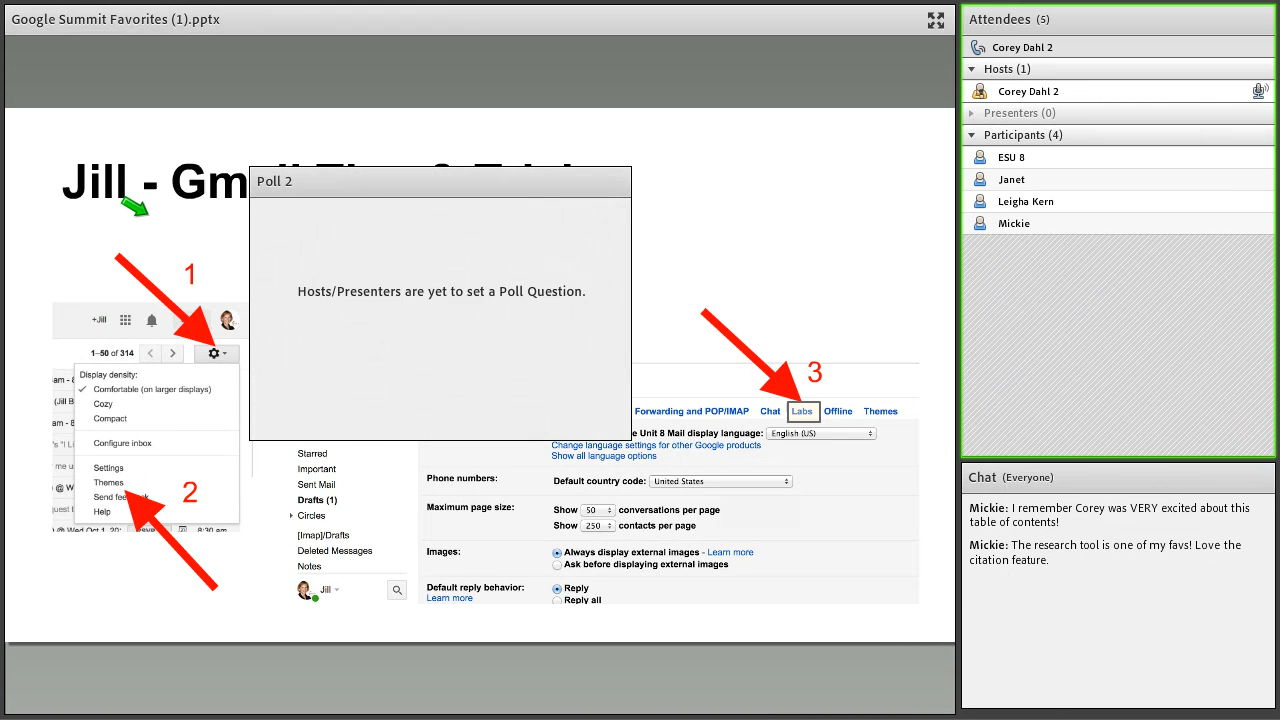 Google Summit Favorites (1).pptx
Jill - Gm
Poll 2
Hosts/Presenters are yet to set a Poll Question.
1
+Jill
1–50 of 314
Display density:
Comfortable (on larger displays)
Cozy
Compact
Configure inbox
Settings
Themes
Send feedback
Help
2
8:30 am
Starred
Important
Sent Mail
Drafts (1)
Circles
[Imap]/Drafts
Deleted Messages
Notes
Jill
3
Forwarding and POP/IMAP Chat Labs Offline Themes
Unit 8 Mail display language: English (US)
Change language settings for other Google products
Show all language options
Phone numbers: Default country code: United States
Maximum page size: Show 50 conversations per page
Show 250 contacts per page
Images: Always display external images - Learn more
Ask before displaying external images
Default reply behavior: Reply
Learn more
Reply all
Attendees (5)
Corey Dahl 2
Hosts (1)
Corey Dahl 2
Presenters (0)
Participants (4)
ESU 8
Janet
Leigha Kern
Mickie
Chat (Everyone)
Mickie: I remember Corey was VERY excited about this
table of contents!
Mickie: The research tool is one of my favs! Love the
citation feature.